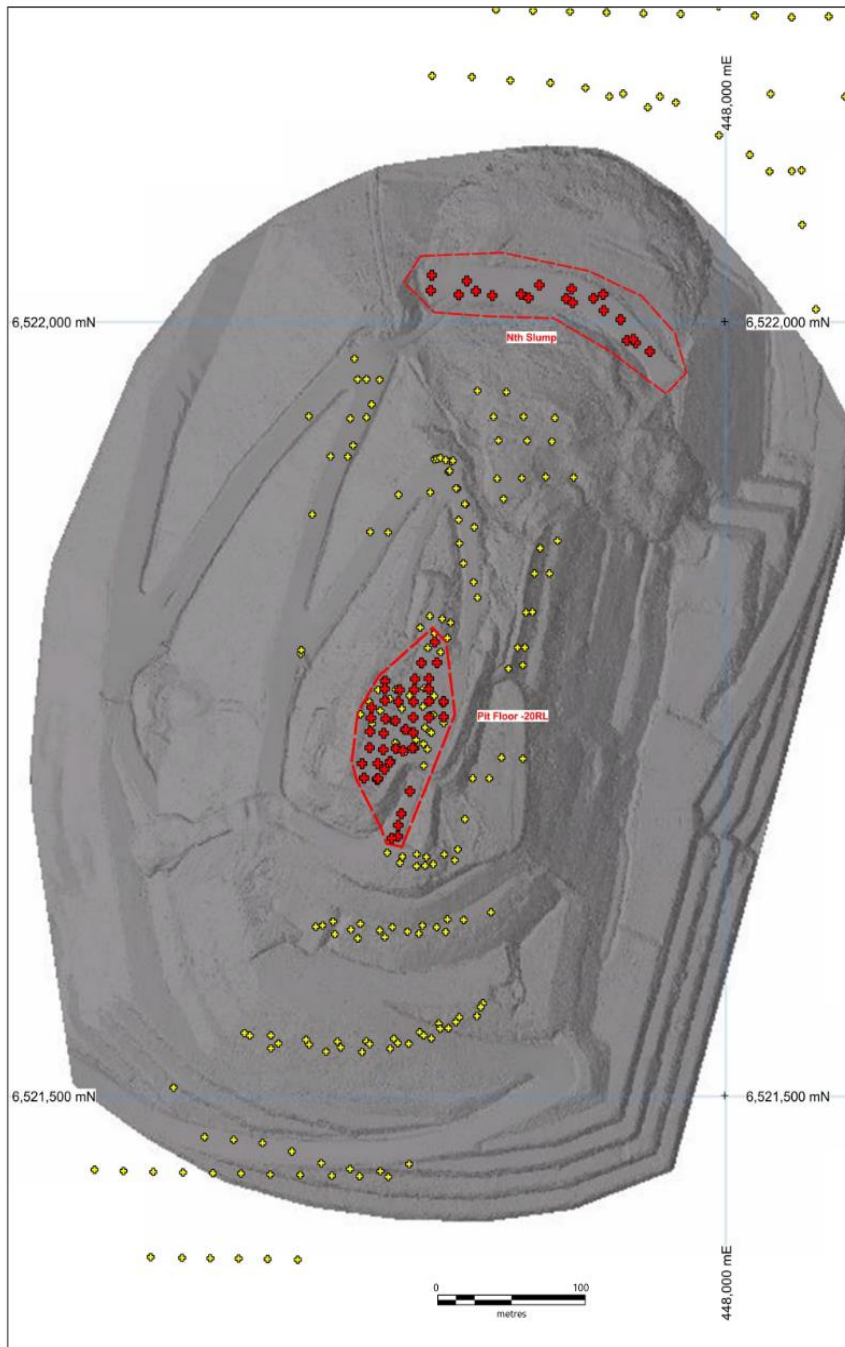 448,000 mE
6,522,000 mN
6,522,000 mN
Nth Slump
Pit Floor -20RL
6,521,500 mN
6,521,500 mN
448,000 mE
0
100
metres